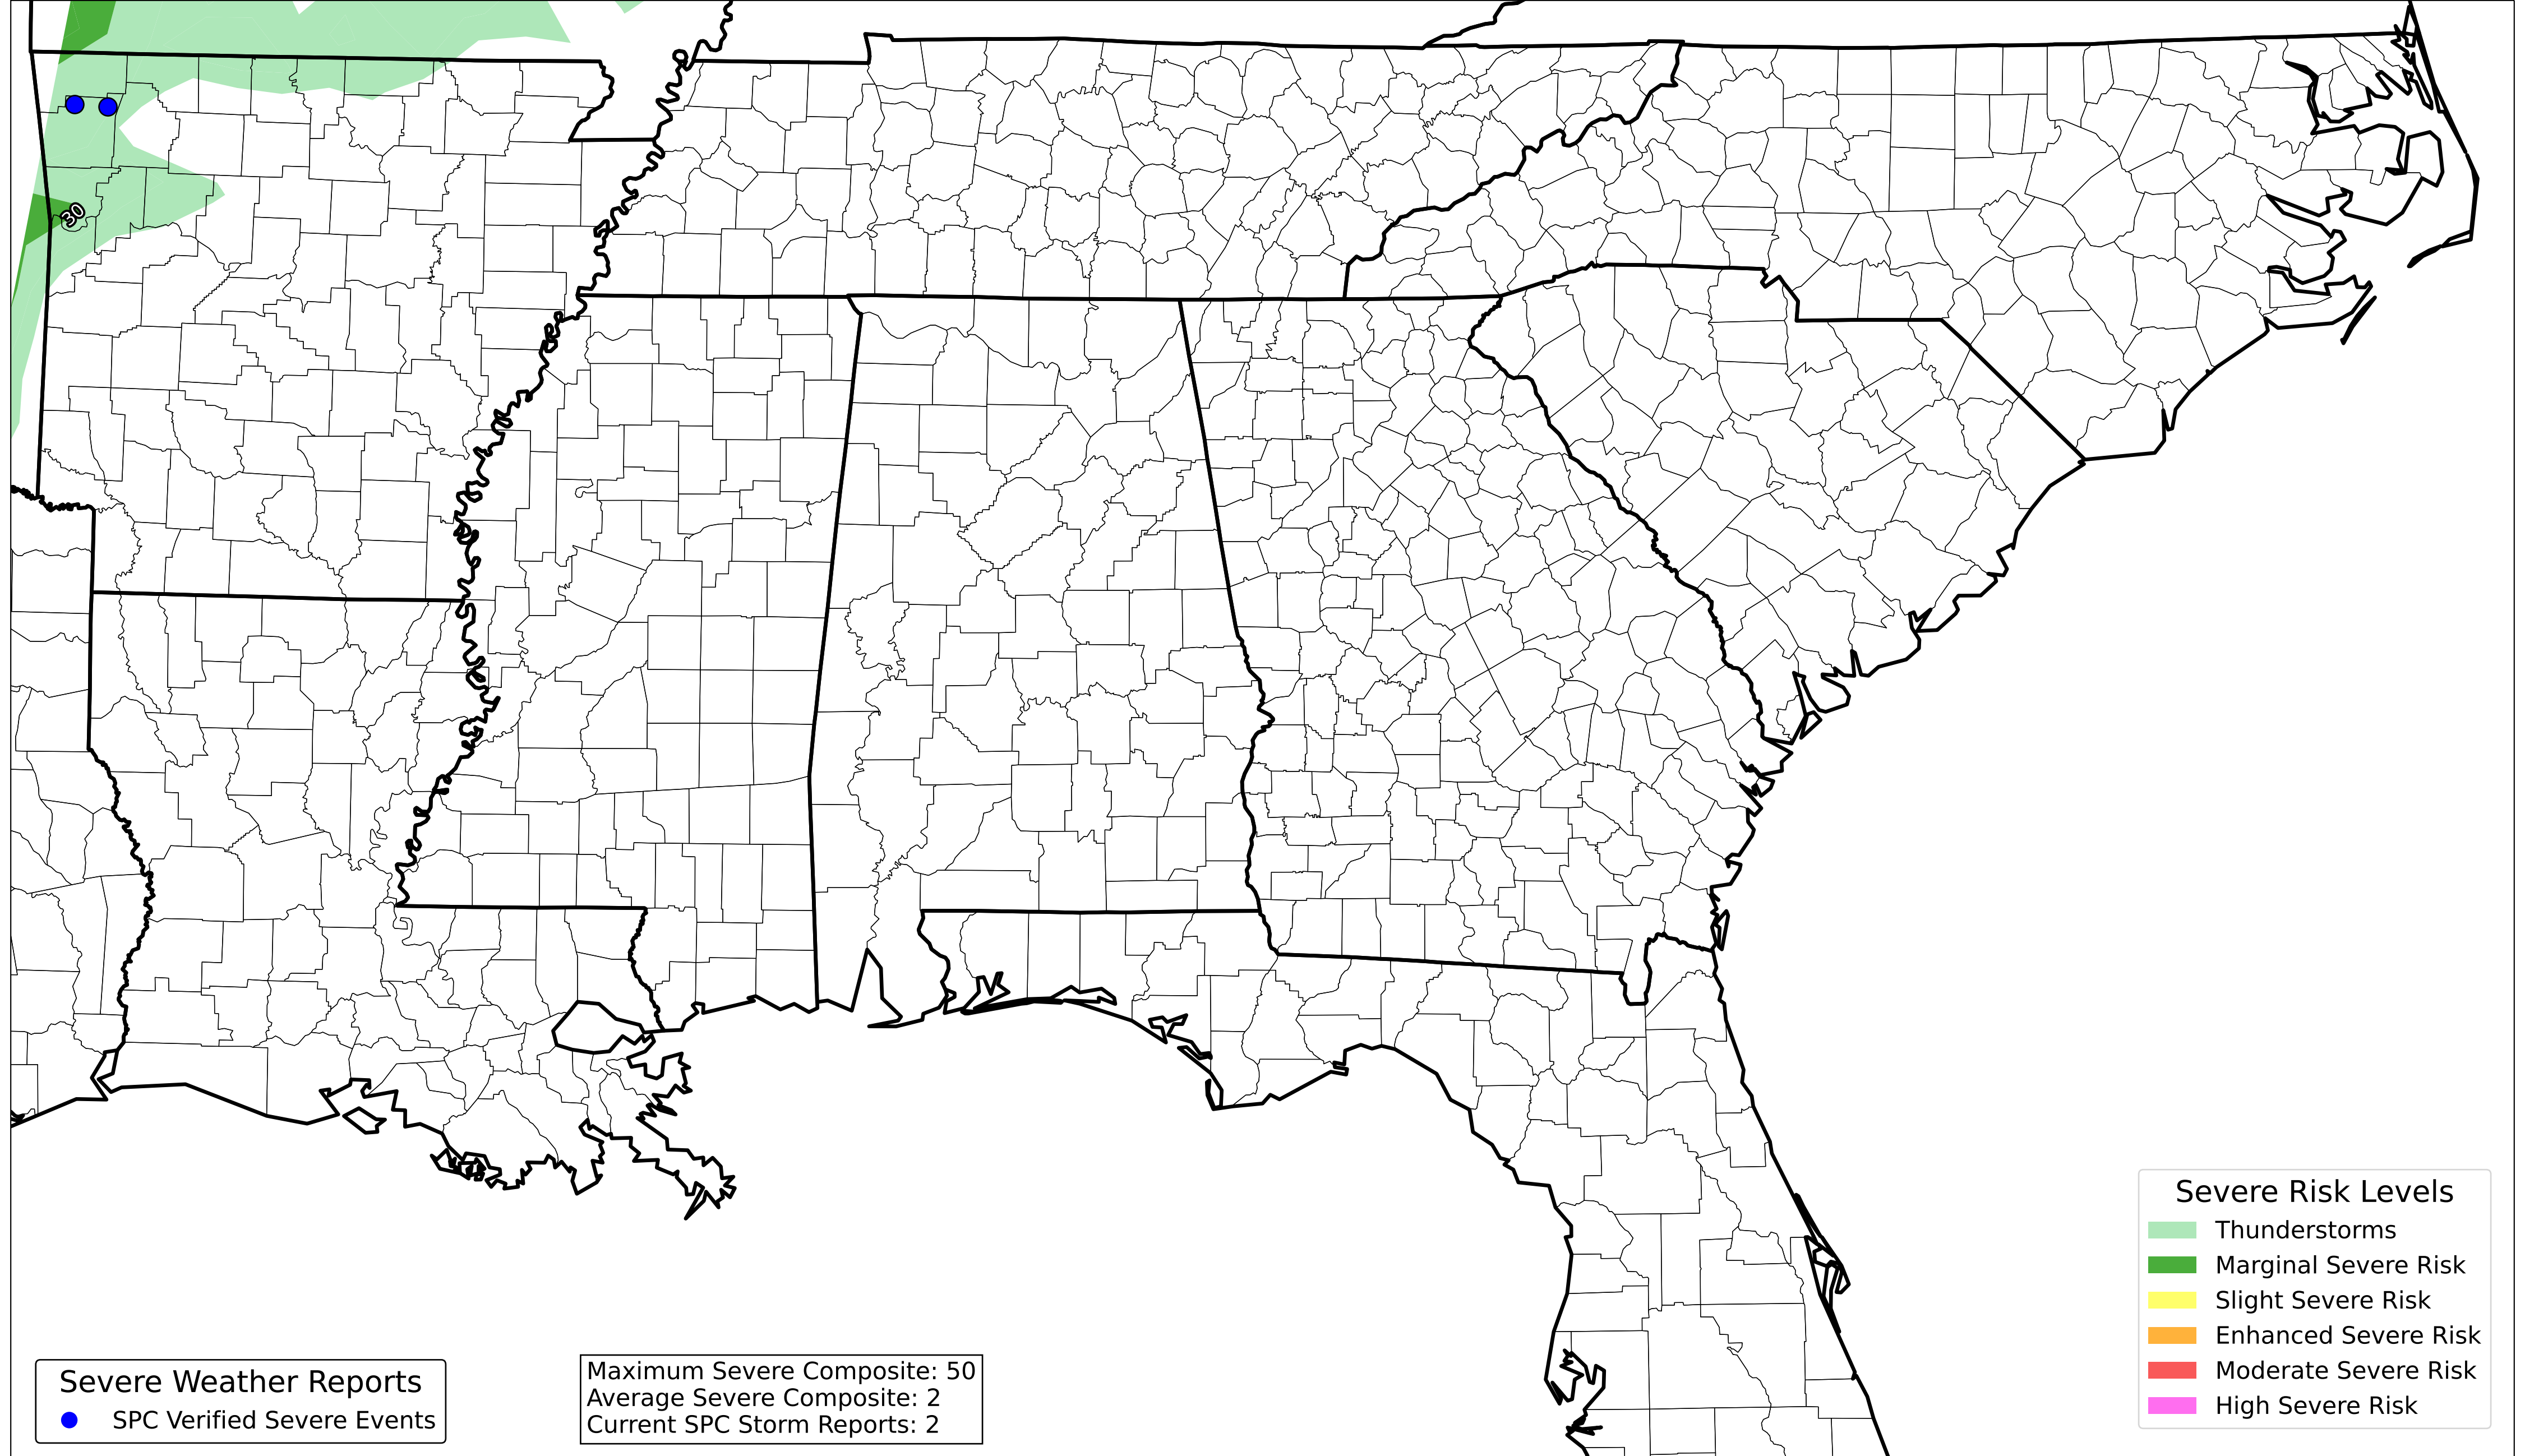 30
Severe Weather Reports
SPC Verified Severe Events
Maximum Severe Composite: 50
Average Severe Composite: 2
Current SPC Storm Reports: 2
Severe Risk Levels
Thunderstorms
Marginal Severe Risk
Slight Severe Risk
Enhanced Severe Risk
Moderate Severe Risk
High Severe Risk